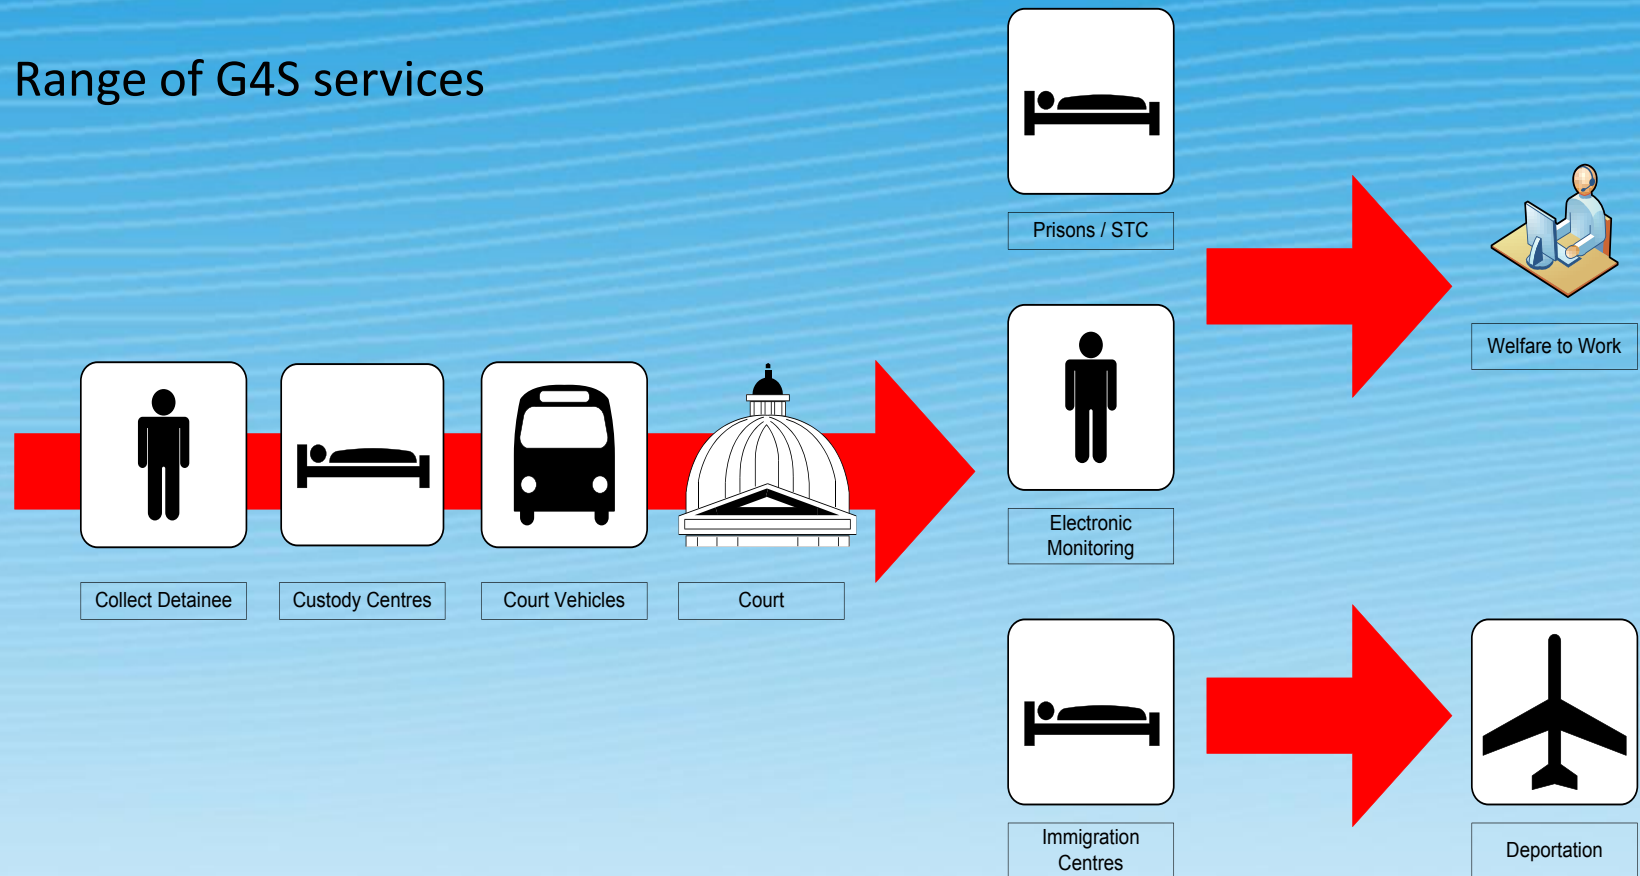 Range of G4S services
Prisons / STC
Welfare to Work
Electronic
Monitoring
Collect Detainee
Custody Centres
Court Vehicles
Court
Immigration
Centres
Deportation